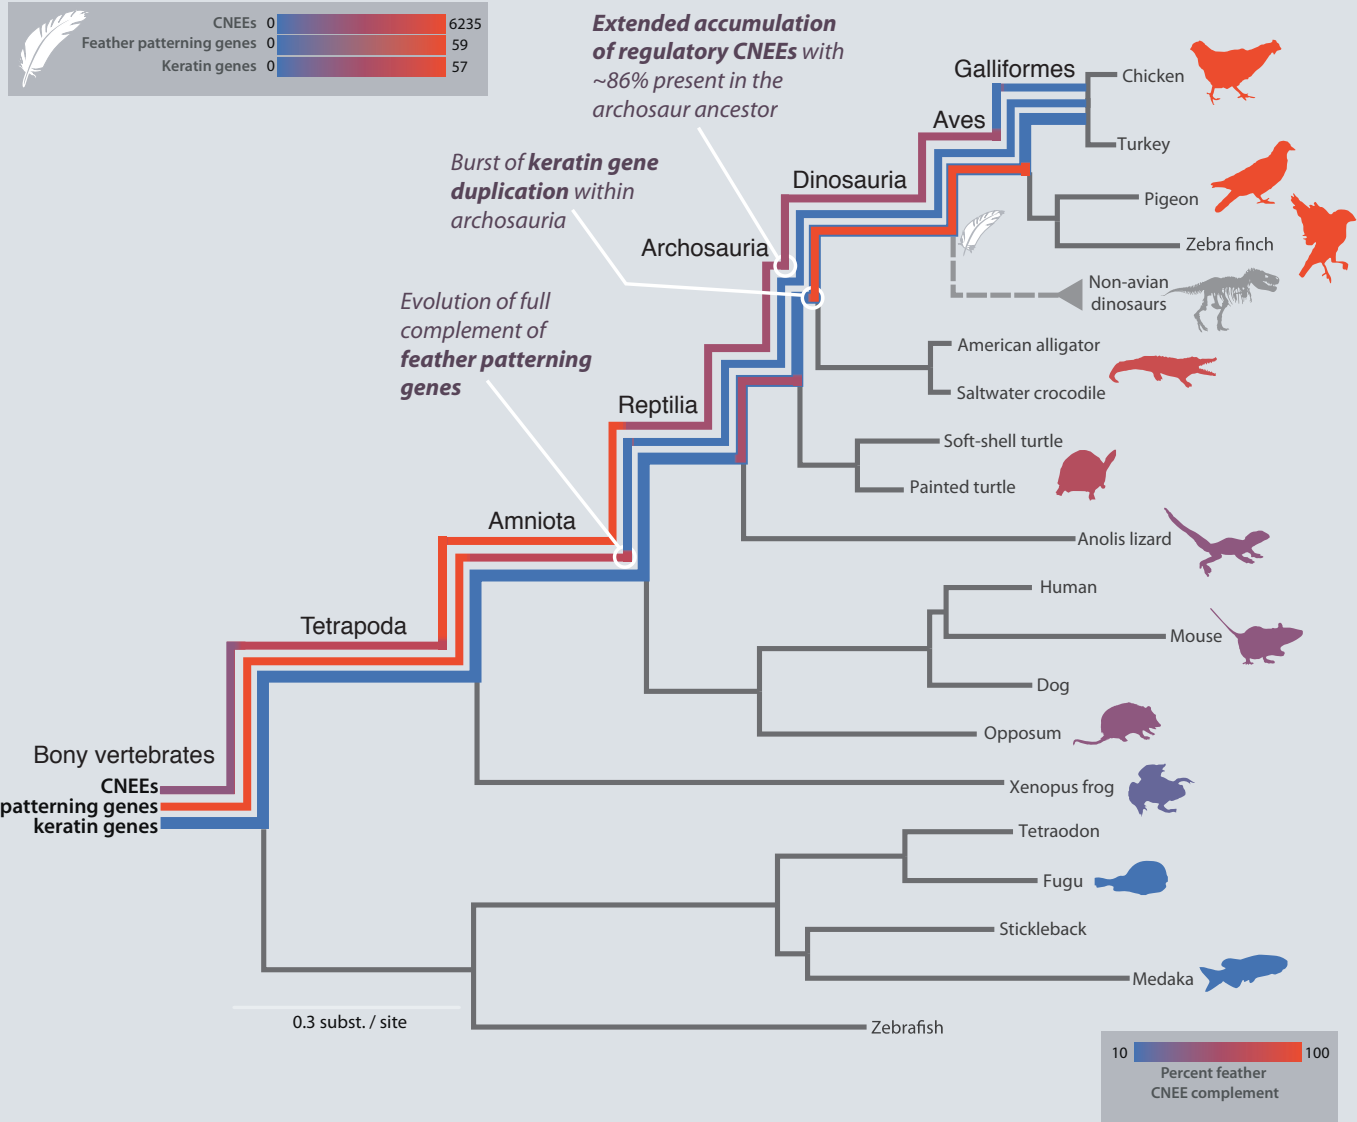 CNEEs 0 6235
Feather patterning genes 0 59
Keratin genes 0 57
Extended accumulation
of regulatory CNEEs with
~86% present in the
archosaur ancestor
Burst of keratin gene
duplication within
archosauria
Evolution of full
complement of
feather patterning
genes
Galliformes
Aves
Dinosauria
Archosauria
Reptilia
Amniota
Tetrapoda
Bony vertebrates
CNEEs
patterning genes
keratin genes
Chicken
Turkey
Pigeon
Zebra finch
Non-avian
dinosaurs
American alligator
Saltwater crocodile
Soft-shell turtle
Painted turtle
Anolis lizard
Human
Mouse
Dog
Opposum
Xenopus frog
Tetraodon
Fugu
Stickleback
Medaka
Zebrafish
0.3 subst. / site
10 100
Percent feather
CNEE complement